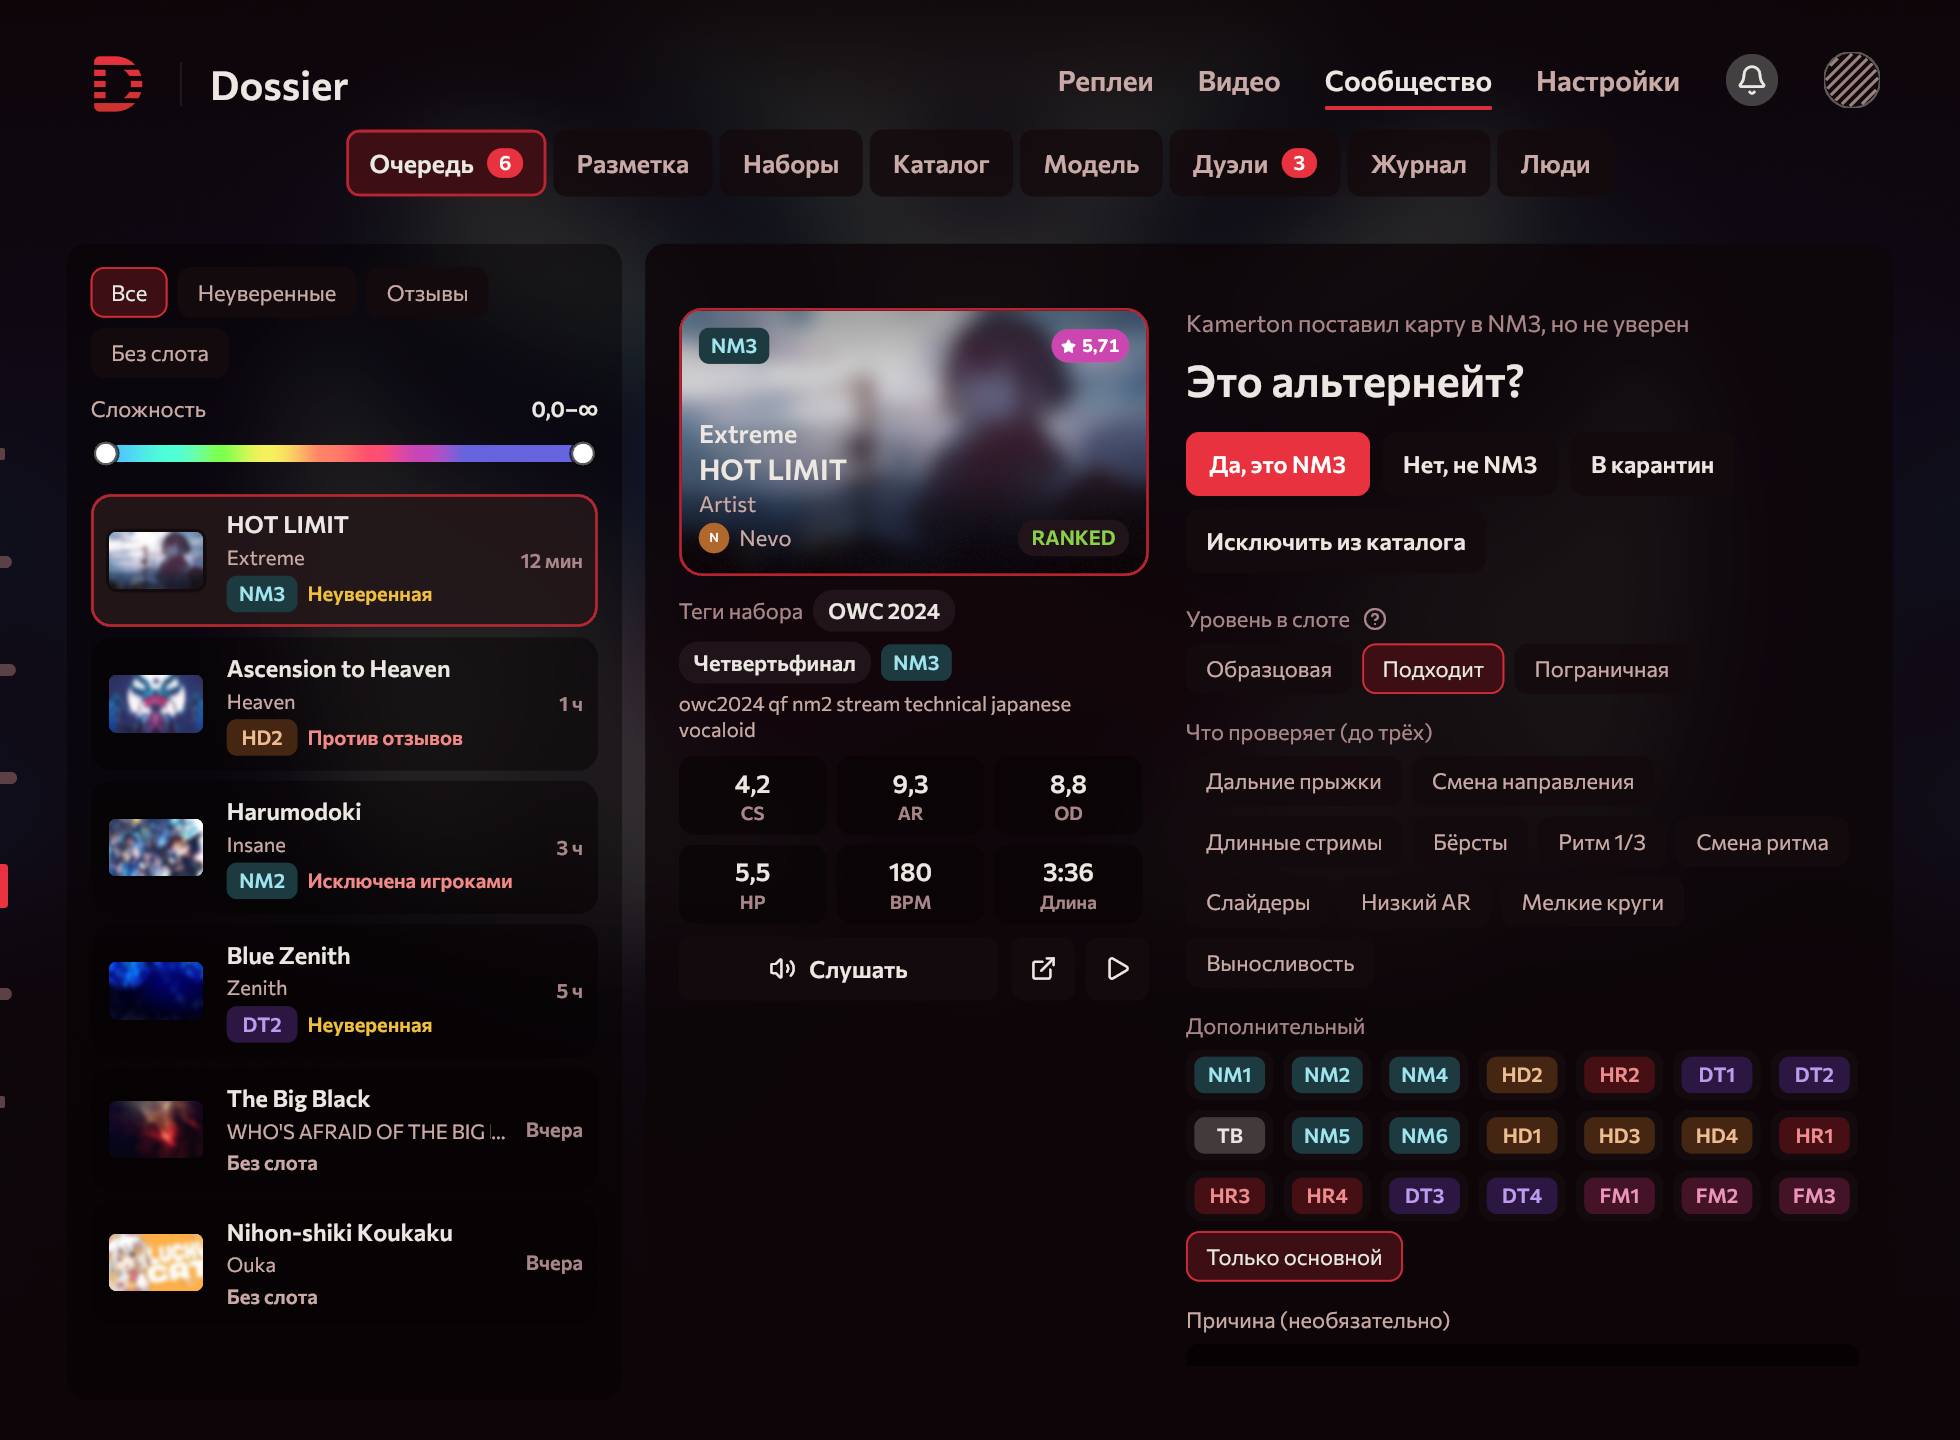 Dossier
Реплеи Видео Сообщество Настройки
Очередь 6 Разметка Наборы Каталог Модель Дуэли 3 Журнал Люди
Все Неуверенные Отзывы
Без слота
Сложность 0,0–∞
HOT LIMIT
Extreme
12 мин
NM3 Неуверенная
Ascension to Heaven
Heaven
1 ч
HD2 Против отзывов
Harumodoki
Insane
3 ч
NM2 Исключена игроками
Blue Zenith
Zenith
5 ч
DT2 Неуверенная
The Big Black
WHO'S AFRAID OF THE BIG ...
Вчера
Без слота
Nihon-shiki Koukaku
Ouka
Вчера
Без слота
NM3 5,71
Extreme
HOT LIMIT
Artist
N Nevo RANKED
Теги набора OWC 2024
Четвертьфинал NM3
owc2024 qf nm2 stream technical japanese
vocaloid
4,2 9,3 8,8
CS AR OD
5,5 180 3:36
HP BPM Длина
Слушать
Kamerton поставил карту в NM3, но не уверен
Это альтернейт?
Да, это NM3 Нет, не NM3 В карантин
Исключить из каталога
Уровень в слоте ?
Образцовая Подходит Пограничная
Что проверяет (до трёх)
Дальние прыжки Смена направления
Длинные стримы Бёрсты Ритм 1/3 Смена ритма
Слайдеры Низкий AR Мелкие круги
Выносливость
Дополнительный
NM1 NM2 NM4 HD2 HR2 DT1 DT2
TB NM5 NM6 HD1 HD3 HD4 HR1
HR3 HR4 DT3 DT4 FM1 FM2 FM3
Только основной
Причина (необязательно)